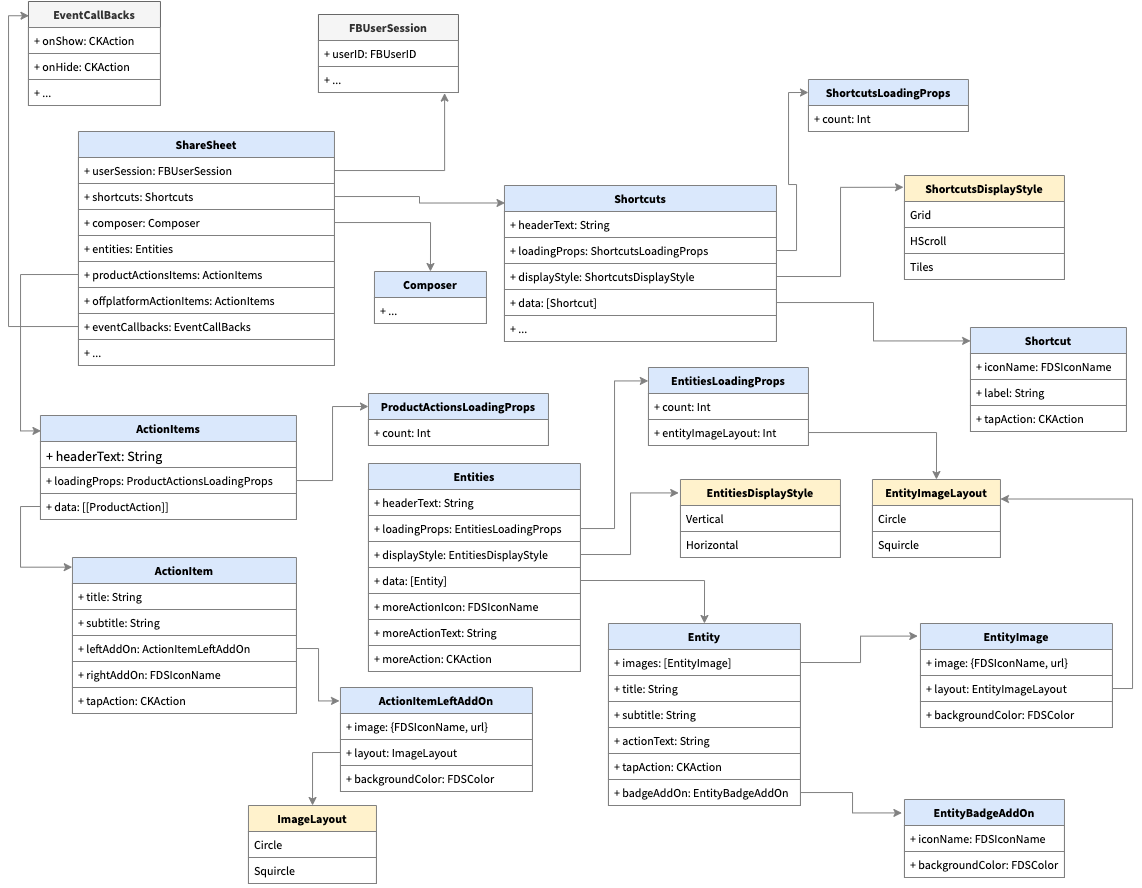 EventCallBacks
+ onShow: CKAction
+ onHide: CKAction
+ ...
FBUserSession
+ userID: FBUserID
+ ...
ShortcutsLoadingProps
+ count: Int
ShareSheet
+ userSession: FBUserSession
+ shortcuts: Shortcuts
+ composer: Composer
+ entities: Entities
+ productActionsItems: ActionItems
+ offplatformActionItems: ActionItems
+ eventCallbacks: EventCallBacks
+ ...
Shortcuts
+ headerText: String
+ loadingProps: ShortcutsLoadingProps
+ displayStyle: ShortcutsDisplayStyle
+ data: [Shortcut]
+ ...
ShortcutsDisplayStyle
Grid
HScroll
Tiles
Composer
+ ...
Shortcut
+ iconName: FDSIconName
+ label: String
+ tapAction: CKAction
EntitiesLoadingProps
+ count: Int
+ entityImageLayout: Int
ProductActionsLoadingProps
+ count: Int
ActionItems
+ headerText: String
+ loadingProps: ProductActionsLoadingProps
+ data: [[ProductAction]]
Entities
+ headerText: String
+ loadingProps: EntitiesLoadingProps
+ displayStyle: EntitiesDisplayStyle
+ data: [Entity]
+ moreActionIcon: FDSIconName
+ moreActionText: String
+ moreAction: CKAction
EntitiesDisplayStyle
Vertical
Horizontal
EntityImageLayout
Circle
Squircle
ActionItem
+ title: String
+ subtitle: String
+ leftAddOn: ActionItemLeftAddOn
+ rightAddOn: FDSIconName
+ tapAction: CKAction
Entity
+ images: [EntityImage]
+ title: String
+ subtitle: String
+ actionText: String
+ tapAction: CKAction
+ badgeAddOn: EntityBadgeAddOn
EntityImage
+ image: {FDSIconName, url}
+ layout: EntityImageLayout
+ backgroundColor: FDSColor
ActionItemLeftAddOn
+ image: {FDSIconName, url}
+ layout: ImageLayout
+ backgroundColor: FDSColor
ImageLayout
Circle
Squircle
EntityBadgeAddOn
+ iconName: FDSIconName
+ backgroundColor: FDSColor